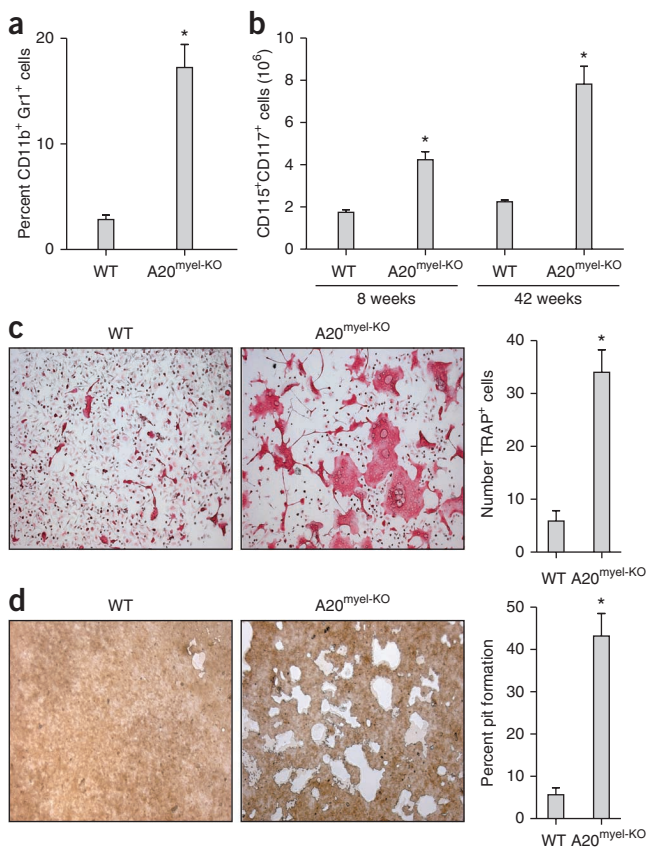 a
Percent CD11b⁺ Gr1⁺ cells
20
10
0
*
WT
A20ᵐʸᵉˡ⁻ᴷᴼ
b
CD115⁺CD117⁺ cells (10⁶)
10
8
6
4
2
0
*
*
WT
A20ᵐʸᵉˡ⁻ᴷᴼ
WT
A20ᵐʸᵉˡ⁻ᴷᴼ
8 weeks
42 weeks
c
WT
A20ᵐʸᵉˡ⁻ᴷᴼ
Number TRAP⁺ cells
40
30
20
10
0
*
WT
A20ᵐʸᵉˡ⁻ᴷᴼ
d
WT
A20ᵐʸᵉˡ⁻ᴷᴼ
Percent pit formation
50
40
30
20
10
0
*
WT
A20ᵐʸᵉˡ⁻ᴷᴼ